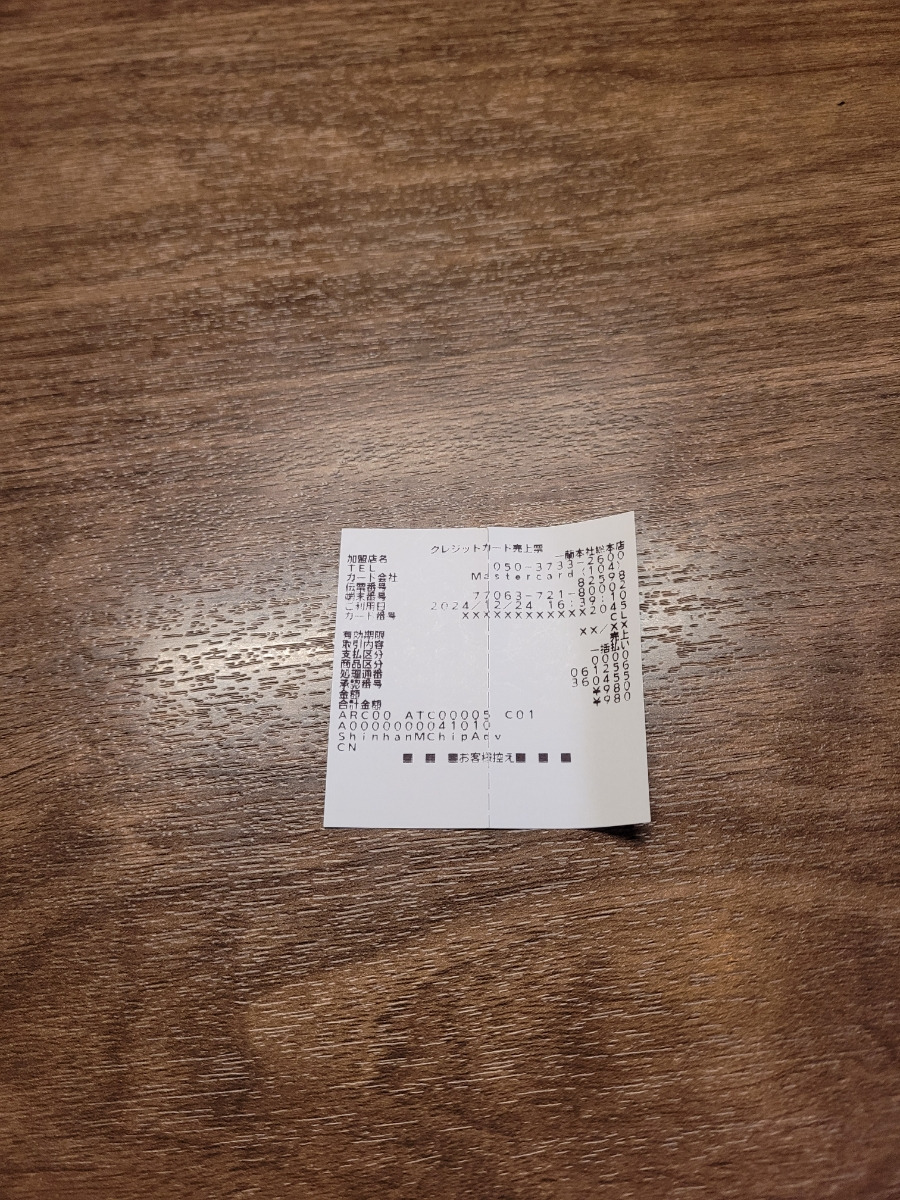 クレジットカード売上票
加盟店名 一蘭本社総本店
TEL 050-3733-2600
カード会社 Mastercard (104)
伝票番号 82598
端末番号 77063-721-80002
ご利用日 2024/12/24 16:39:10
カード番号 XXXXXXXXXXXX2045
CL
有効期限 XX/XX
取引内容 売上
支払区分 一括払い
商品区分 0000
処理通番 061256
承認番号 360455
金額 ¥980
合計金額 ¥980
ARC00 ATC00005 C01
A0000000041010
ShinhanMChipAdv
CN
■ ■ ■お客様控え■ ■ ■